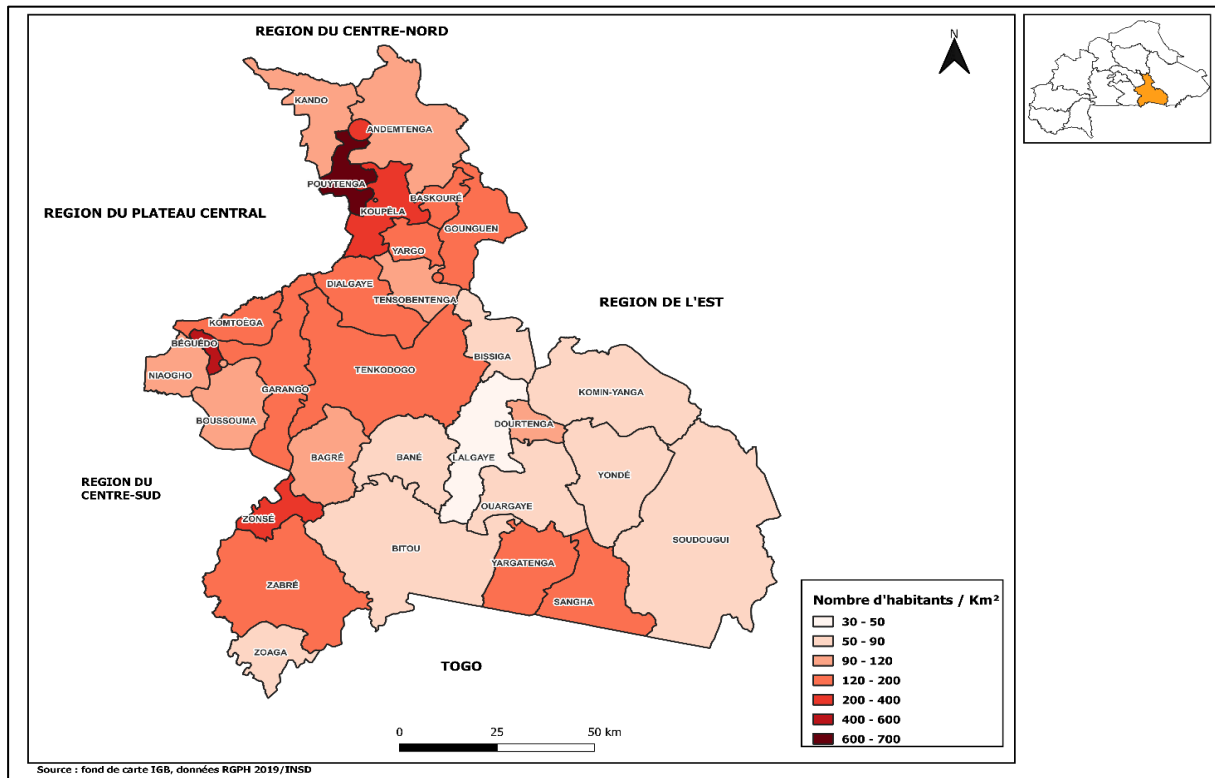 REGION DU CENTRE-NORD
N
KANDO
ANDEMTENGA
POUYTENGA
BASKOURÉ
KOUPÉLA
REGION DU PLATEAU CENTRAL
GOUNGUEN
YARGO
DIALGAYE
TENSOBENTENGA
REGION DE L'EST
KOMTOÉGA
BÉGUÉDO
BISSIGA
TENKODOGO
NIAOGHO
GARANGO
KOMIN-YANGA
BOUSSOUMA
DOURTENGA
BAGRÉ
BANÉ
LALGAYE
YONDÉ
REGION DU
CENTRE-SUD
OUARGAYE
ZONSÉ
SOUDOUGUI
BITOU
YARGATENGA
ZABRÉ
SANGHA
ZOAGA
TOGO
Nombre d'habitants / Km²
30 - 50
50 - 90
90 - 120
120 - 200
200 - 400
400 - 600
600 - 700
0 25 50 km
Source : fond de carte IGB, données RGPH 2019/INSD